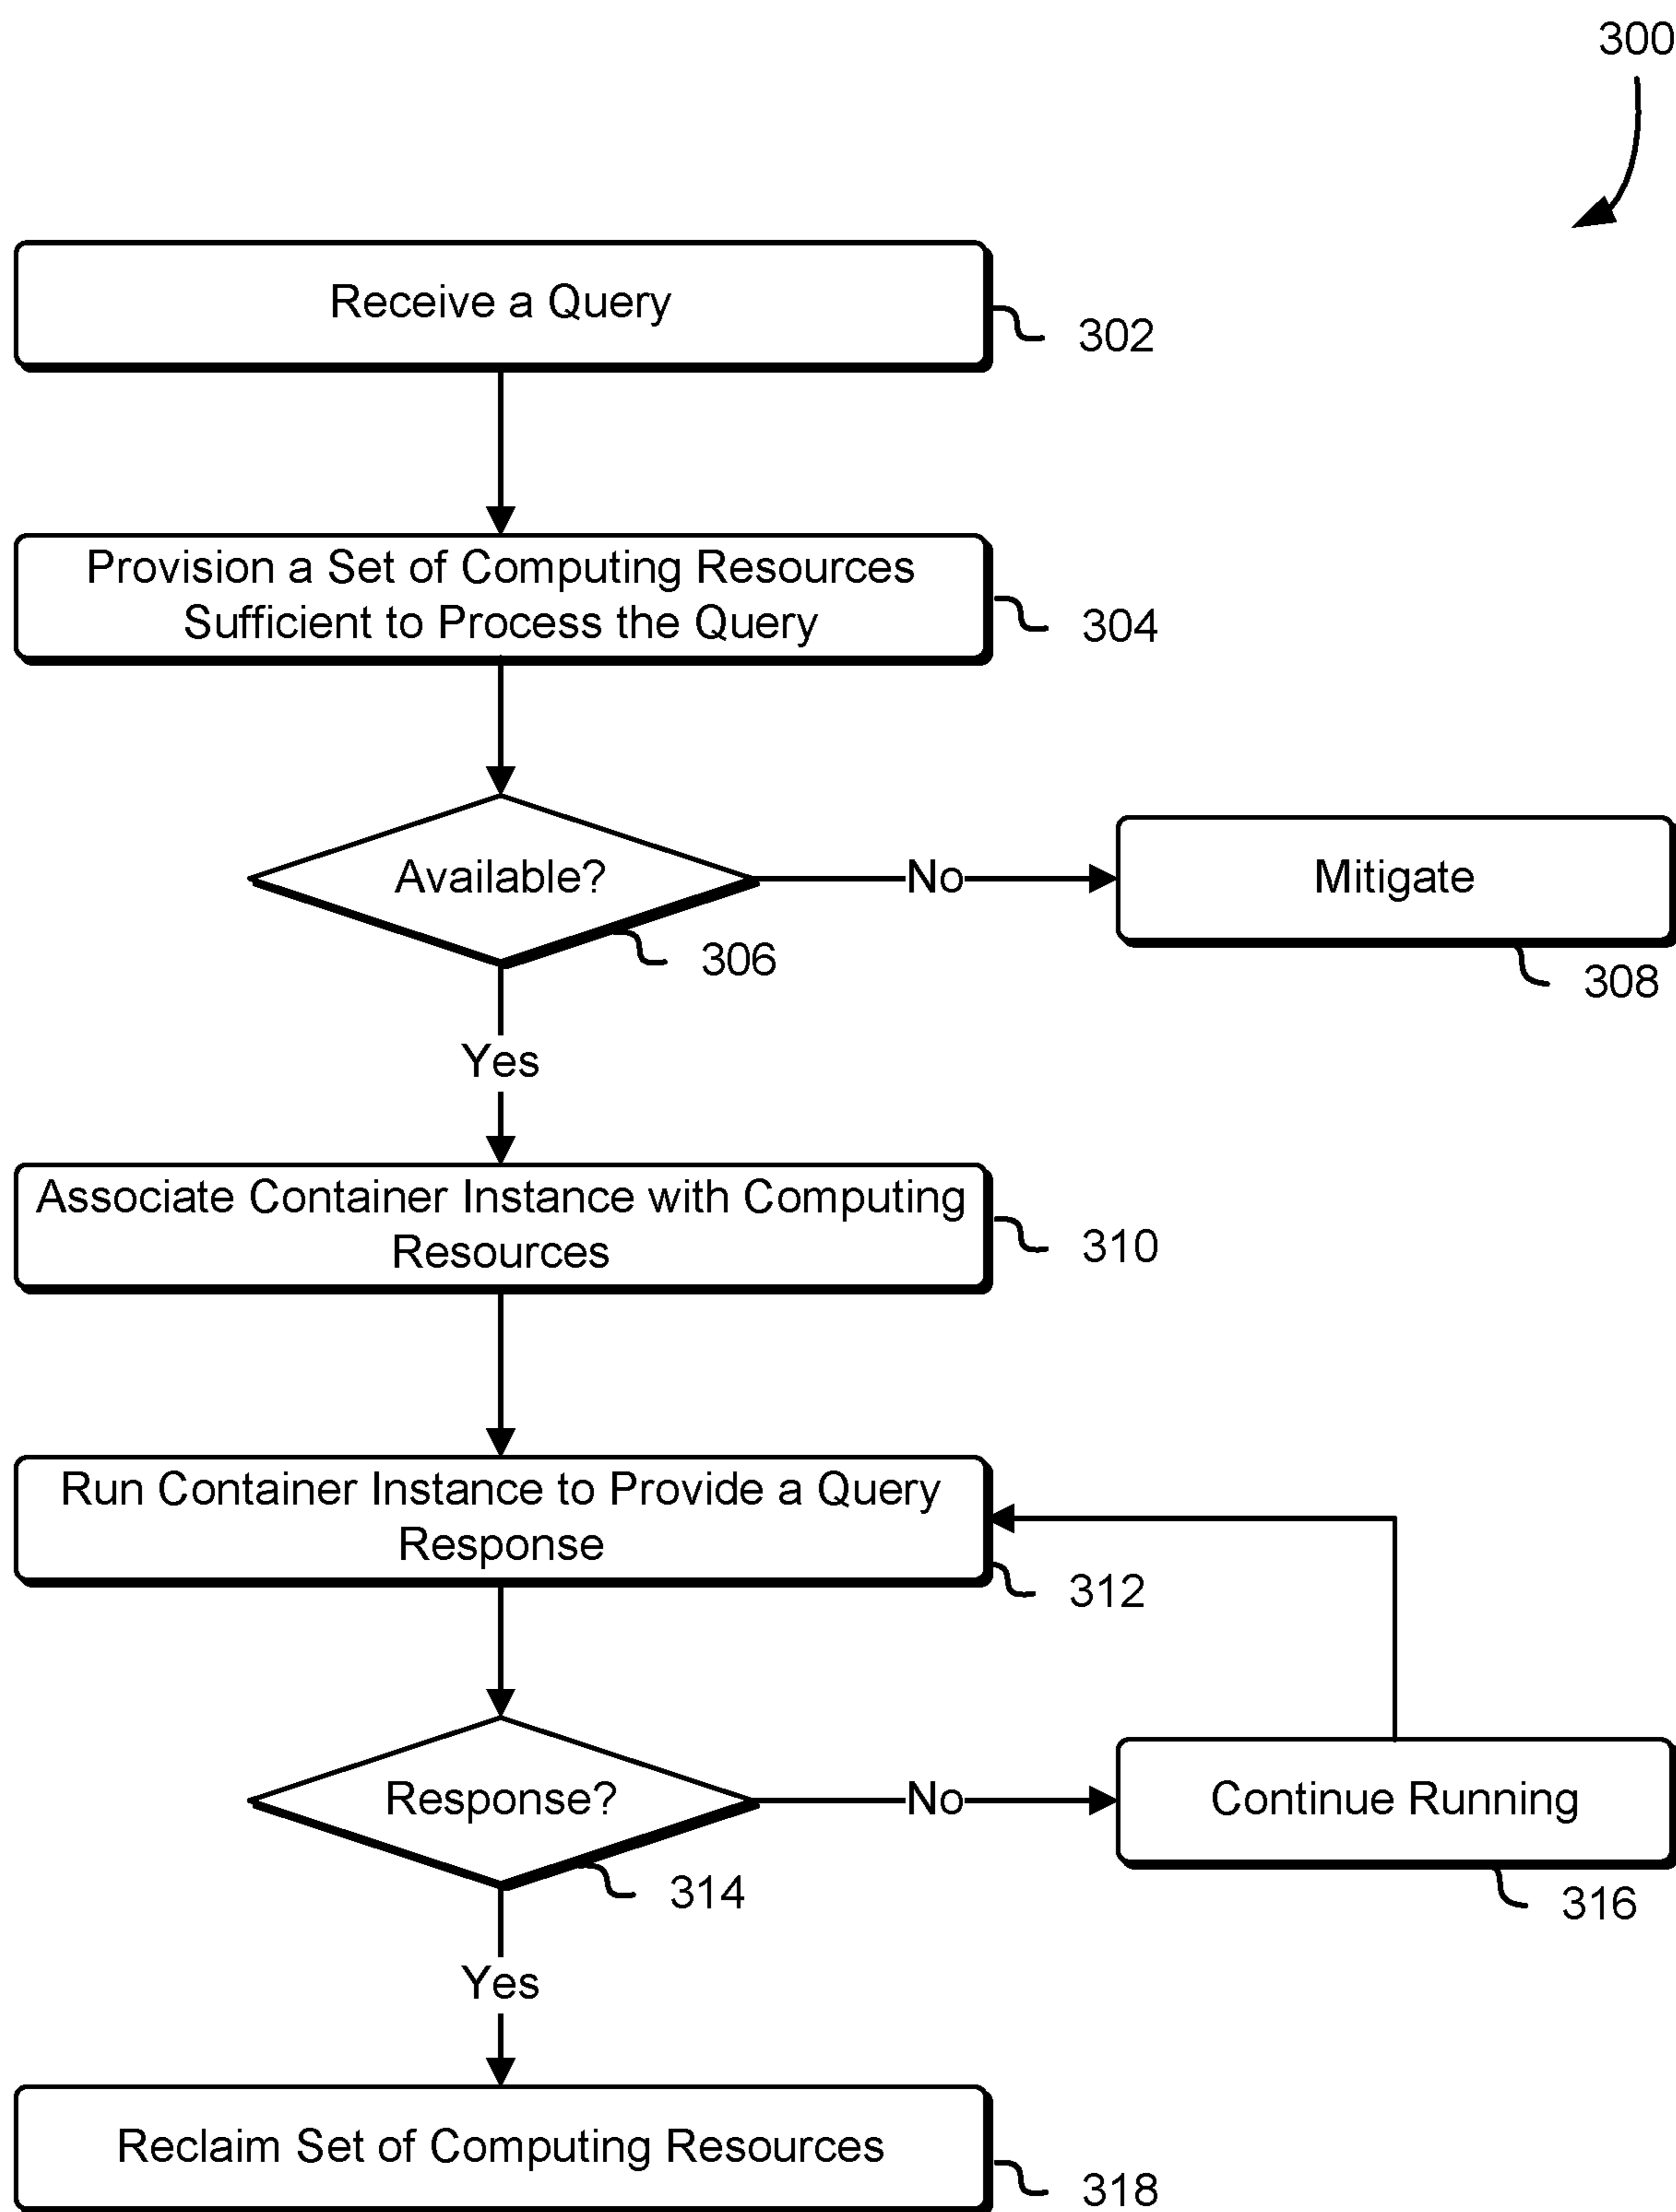 300
Receive a Query
302
Provision a Set of Computing Resources
Sufficient to Process the Query
304
Available?
No
Mitigate
306
308
Yes
Associate Container Instance with Computing
Resources
310
Run Container Instance to Provide a Query
Response
312
Response?
No
Continue Running
314
316
Yes
Reclaim Set of Computing Resources
318